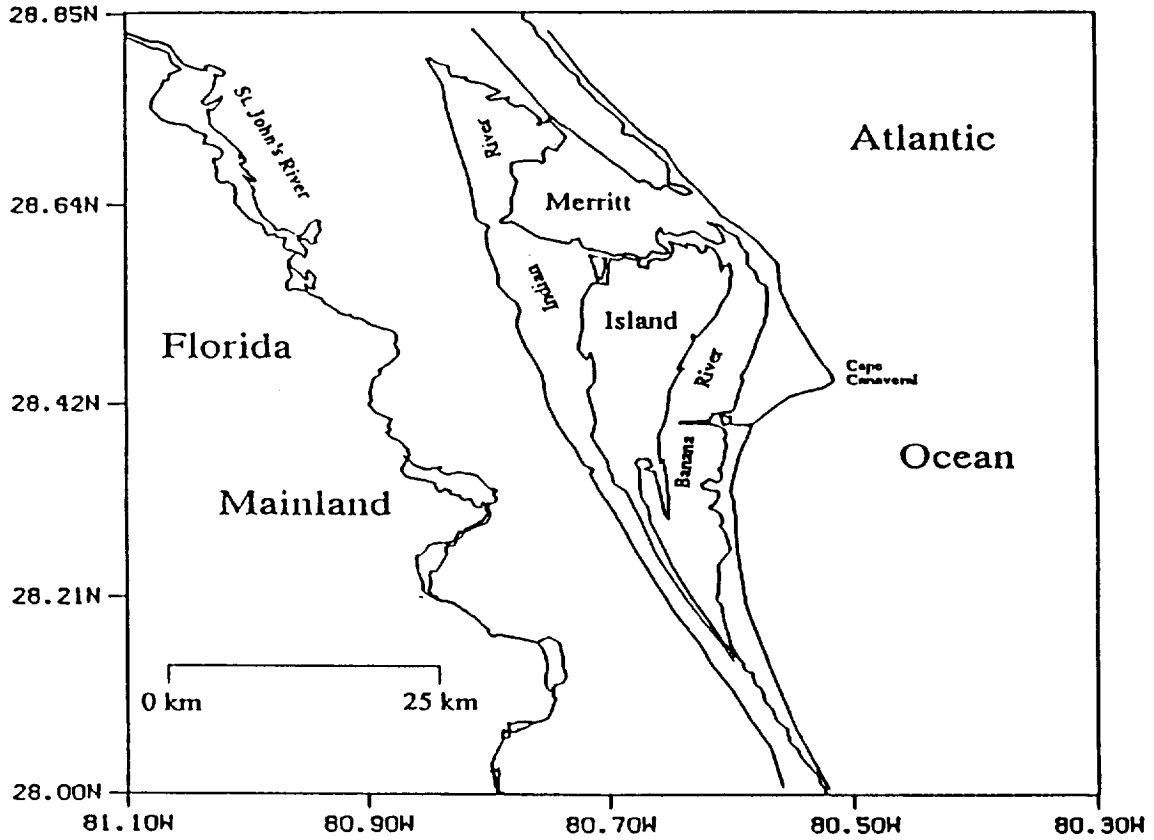 28.85N
St. John's River
Atlantic
River
28.64N
Merritt
Indian
Island
Florida
River
Cape
Canaveral
28.42N
Banana
Ocean
Mainland
28.21N
0 km
25 km
28.00N
81.10W
80.90W
80.70W
80.50W
80.30W